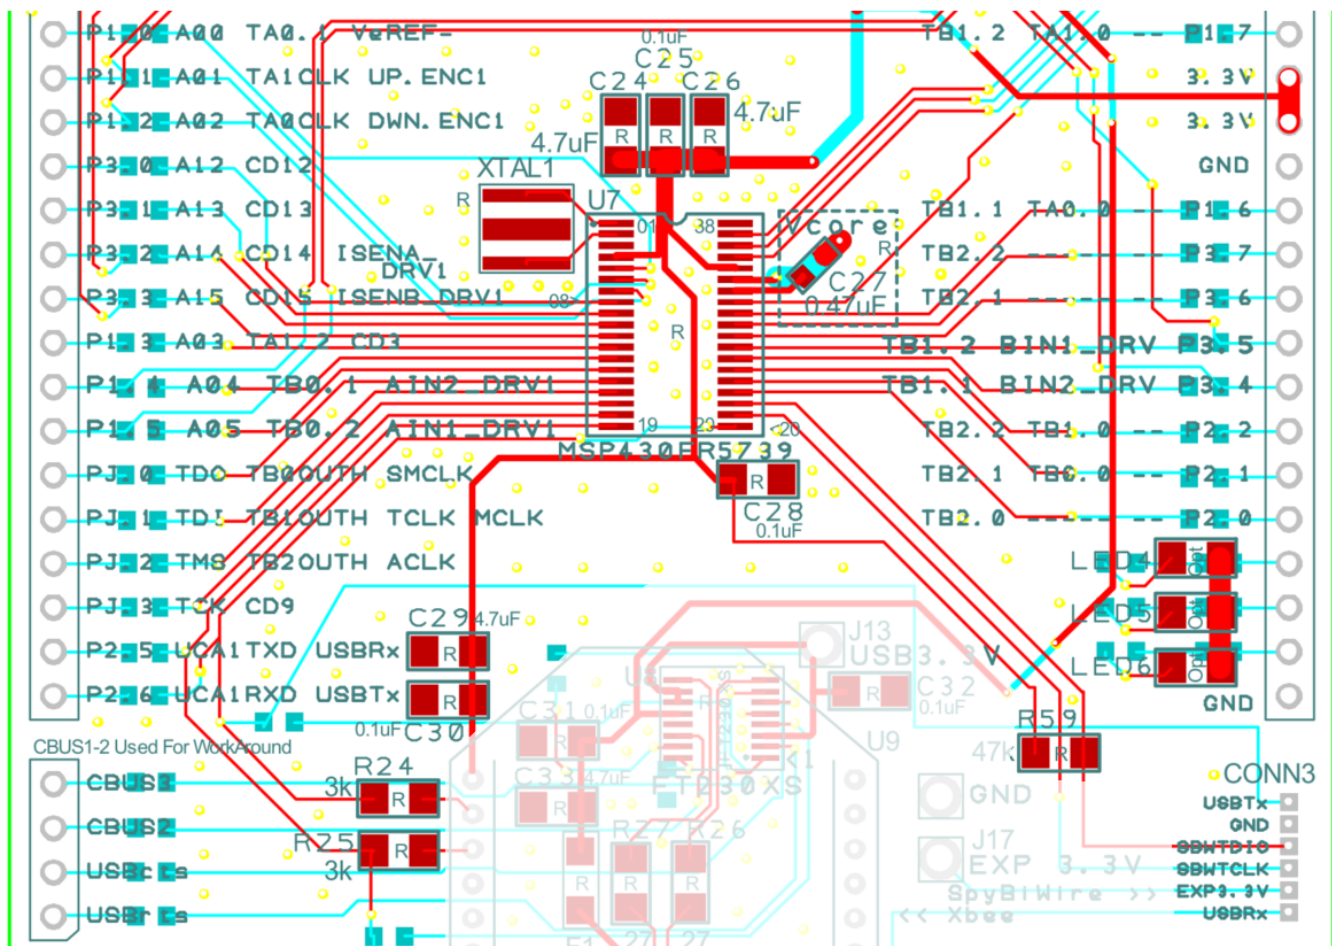 P1.0 A00 TA0.1 VeREF-
P1.1 A01 TA1CLK UP.ENC1
P1.2 A02 TA0CLK DWN.ENC1
P3.0 A12 CD12
P3.1 A13 CD13
P3.2 A14 CD14 ISENA_
DRV1
P3.3 A15 CD15 ISENB_DRV1
P1.3 A03 TA1.2 CD3
P1.4 A04 TB0.1 AIN2_DRV1
P1.5 A05 TB0.2 AIN1_DRV1
PJ.0 TDO TB0OUTH SMCLK
PJ.1 TDI TB1OUTH TCLK MCLK
PJ.2 TMS TB2OUTH ACLK
PJ.3 TCK CD9
P2.5 UCA1TXD USBRx
P2.6 UCA1RXD USBTx
CBUS1-2 Used For WorkAround
CBUS3
CBUS2
USBcts
USBrts
0.1uF
C25
C24
C26
4.7uF
4.7uF
R
R
R
XTAL1
R
U7
01
38
08>
R
19
20
<20
MSP430FR5739
Vcore
R
C27
0.47uF
R
C28
0.1uF
C29
4.7uF
R
R
0.1uF
C30
R24
3k
R
R25
3k
R
TB1.2 TA1.0 -- P1.7
3.3V
3.3V
GND
TB1.1 TA0.0 --- P1.6
TB2.2 ------ P3.7
TB2.1 ------ P3.6
TB1.2 BIN1_DRV P3.5
TB1.1 BIN2_DRV P3.4
TB2.2 TB1.0 -- P2.2
TB2.1 TB0.0 -- P2.1
TB2.0 ------ P2.0
LED4
Opt
LED5
Opt
LED6
Opt
GND
J13
USB3.3V
U8
C31
0.1uF
R
C32
R
0.1uF
U9
C33
4.7uF
R
FT230XS
<1
R27
R26
R
R
R
F1
27
27
R59
47k
R
GND
J17
EXP 3.3V
SpyBiWire >>
<< Xbee
CONN3
USBTx
GND
SBWTDIO
SBWTCLK
EXP3.3V
USBRx